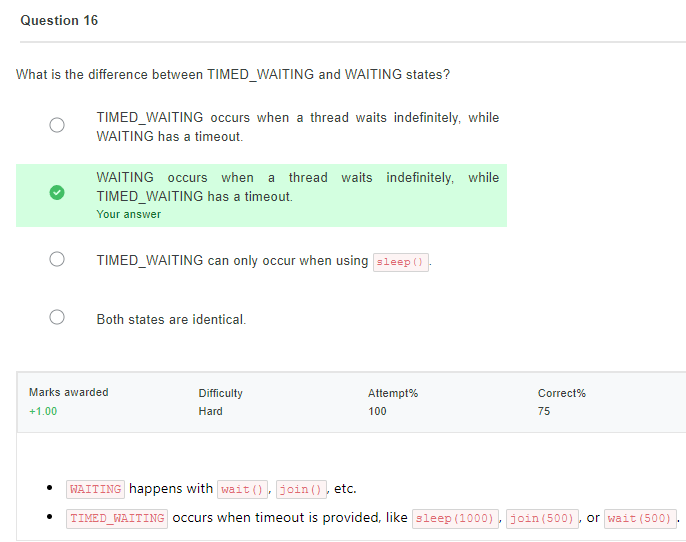 Question 16
What is the difference between TIMED_WAITING and WAITING states?
TIMED_WAITING occurs when a thread waits indefinitely, while
WAITING has a timeout.
WAITING occurs when a thread waits indefinitely, while
TIMED_WAITING has a timeout.
Your answer
TIMED_WAITING can only occur when using sleep().
Both states are identical.
Marks awarded Difficulty Attempt% Correct%
+1.00 Hard 100 75
• WAITING happens with wait(), join(), etc.
• TIMED_WAITING occurs when timeout is provided, like sleep(1000), join(500), or wait(500).